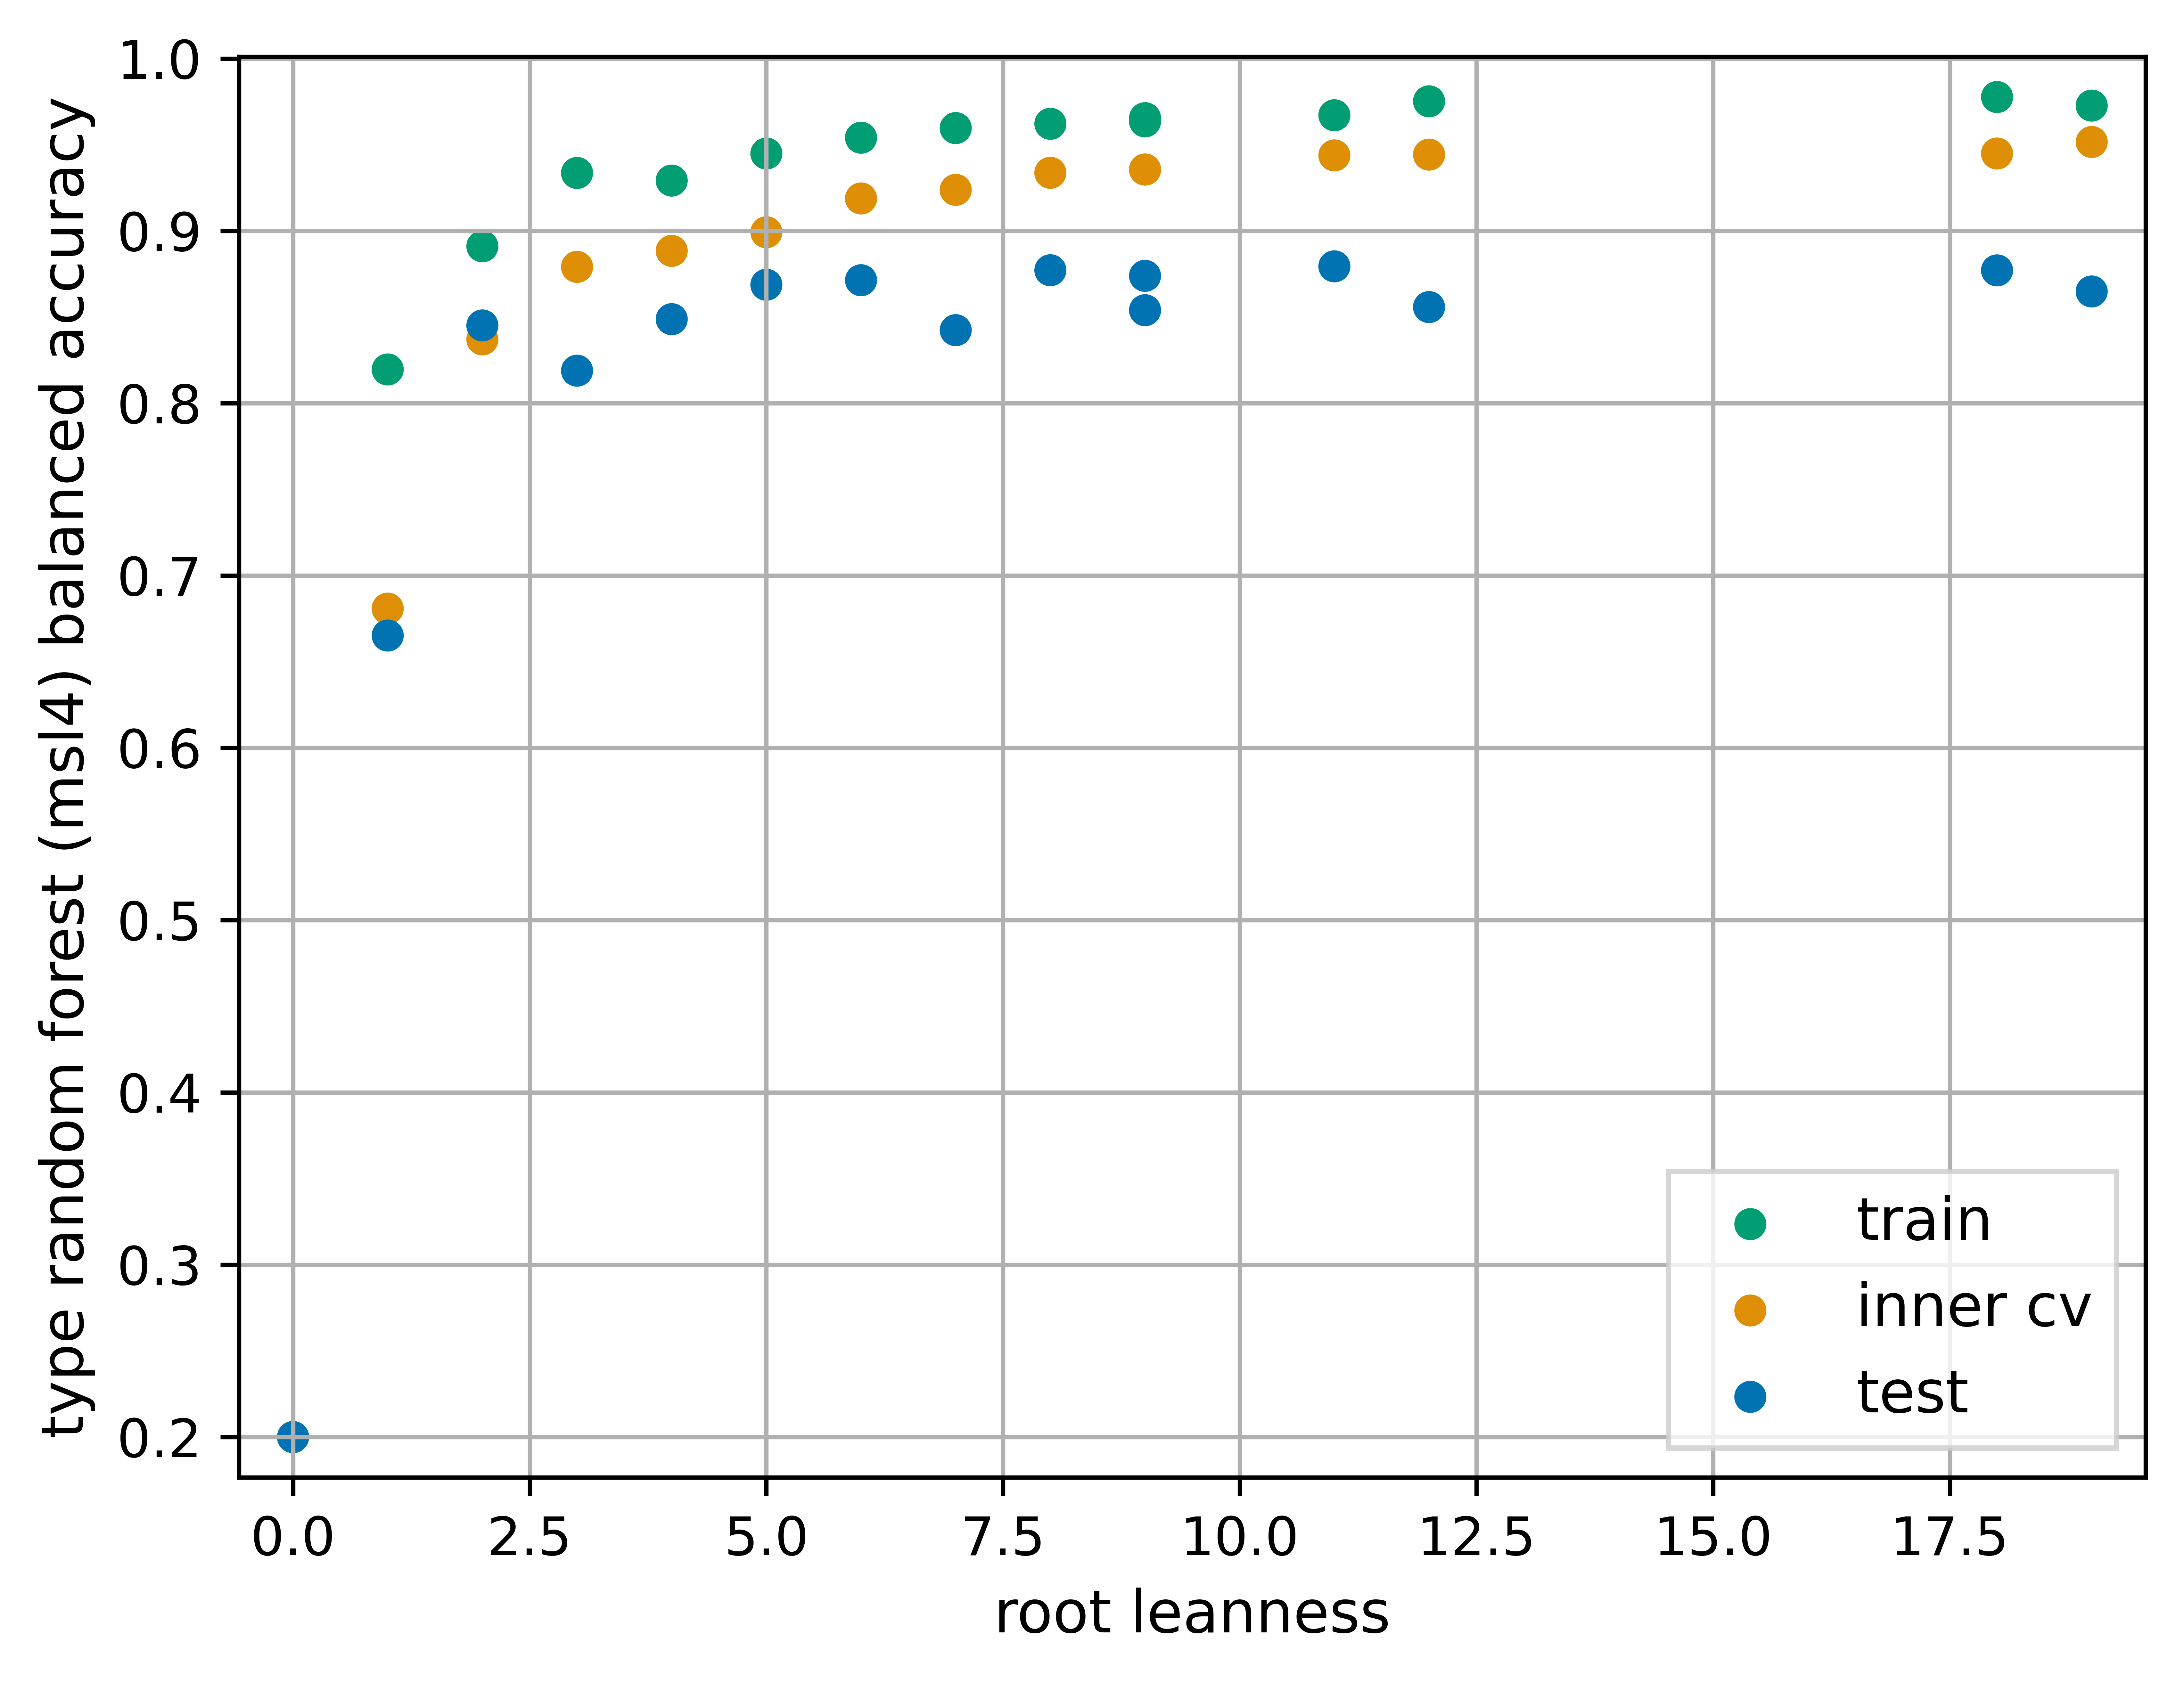 1.0
0.9
0.8
0.7
0.6
0.5
0.4
0.3
0.2
type random forest (msl4) balanced accuracy
train
inner cv
test
0.0 2.5 5.0 7.5 10.0 12.5 15.0 17.5
root leanness